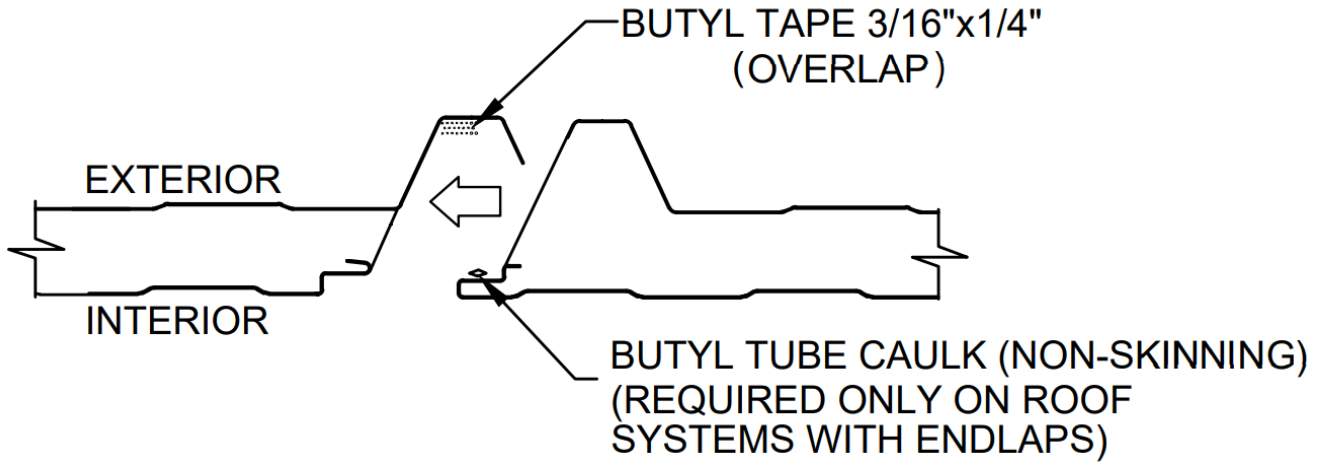 BUTYL TAPE 3/16"x1/4"
(OVERLAP)
EXTERIOR
INTERIOR
BUTYL TUBE CAULK (NON-SKINNING)
(REQUIRED ONLY ON ROOF
SYSTEMS WITH ENDLAPS)